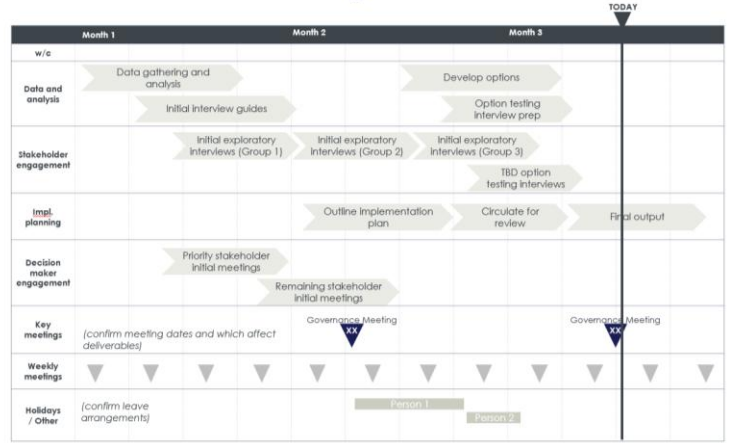 TODAY
Month 1
Month 2
Month 3
w/c
Data and
analysis
Data gathering and
analysis
Develop options
Initial interview guides
Option testing
interview prep
Stakeholder
engagement
Initial exploratory
interviews (Group 1)
Initial exploratory
interviews (Group 2)
Initial exploratory
interviews (Group 3)
TBD option
testing interviews
Impl.
planning
Outline implementation
plan
Circulate for
review
Final output
Decision
maker
engagement
Priority stakeholder
initial meetings
Remaining stakeholder
initial meetings
Key
meetings
(confirm meeting dates and which affect
deliverables)
Governance Meeting
XX
Governance Meeting
XX
Weekly
meetings
Holidays
/ Other
(confirm leave
arrangements)
Person 1
Person 2